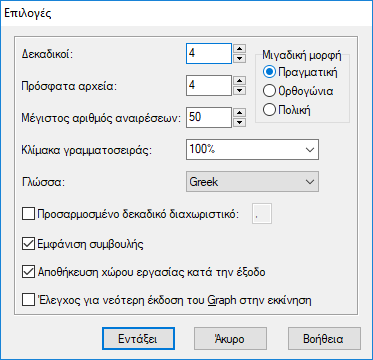 Επιλογές
Δεκαδικοί: 4
Πρόσφατα αρχεία: 4
Μέγιστος αριθμός αναιρέσεων: 50
Μιγαδική μορφή
Πραγματική
Ορθογώνια
Πολική
Κλίμακα γραμματοσειράς: 100%
Γλώσσα: Greek
Προσαρμοσμένο δεκαδικό διαχωριστικό: .
Εμφάνιση συμβουλής
Αποθήκευση χώρου εργασίας κατά την έξοδο
Έλεγχος για νεότερη έκδοση του Graph στην εκκίνηση
Εντάξει Άκυρο Βοήθεια